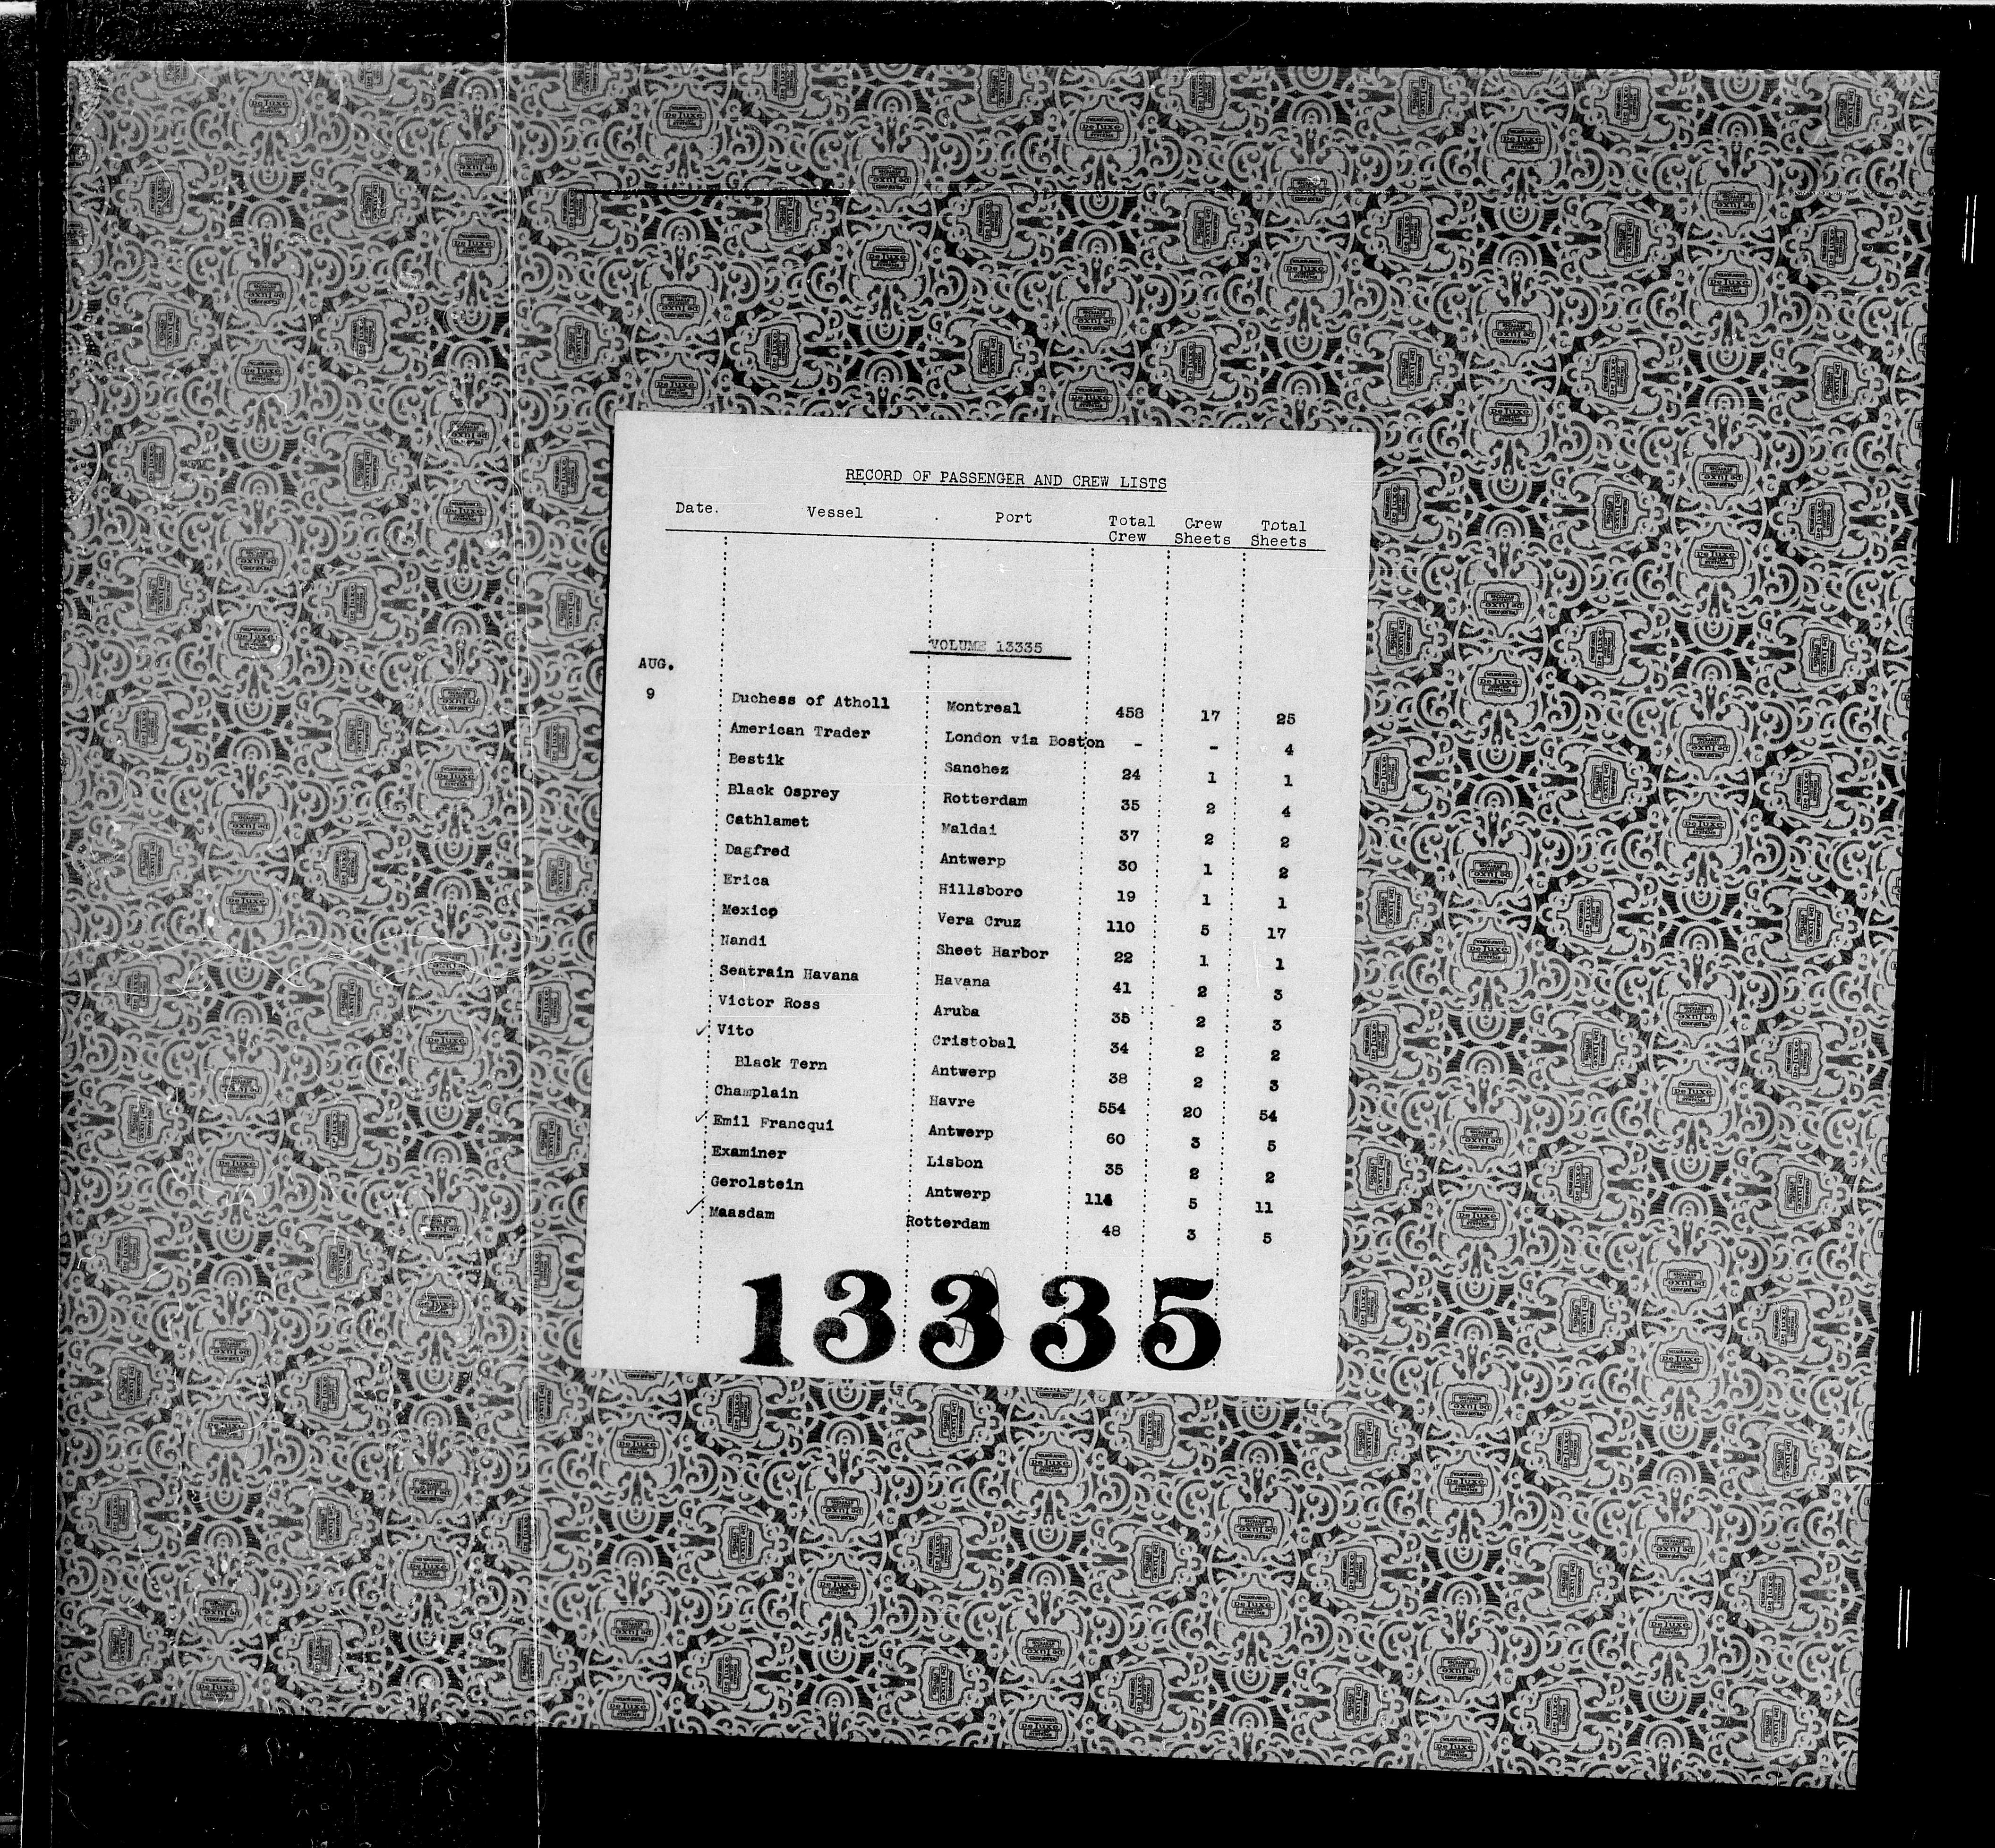 RECORD OF PASSENGER AND CREW LISTS
Date. Vessel Port Total Crew Crew Sheets Total Sheets
VOLUME 13335
AUG.
9 Duchess of Atholl Montreal 458 17 25
American Trader London via Boston - - 4
Bestik Sanchez 24 1 1
Black Osprey Rotterdam 35 2 4
Cathlamet Maldai 37 2 2
Dagfred Antwerp 30 1 2
Erica Hillsboro 19 1 1
Mexico Vera Cruz 110 5 17
Nandi Sheet Harbor 22 1 1
Seatrain Havana Havana 41 2 3
Victor Ross Aruba 35 2 3
✓ Vito Cristobal 34 2 2
Black Tern Antwerp 38 2 3
Champlain Havre 554 20 54
✓ Emil Francqui Antwerp 60 3 5
Examiner Lisbon 35 2 2
Gerolstein Antwerp 114 5 11
✓ Maasdam Rotterdam 48 3 5
13335